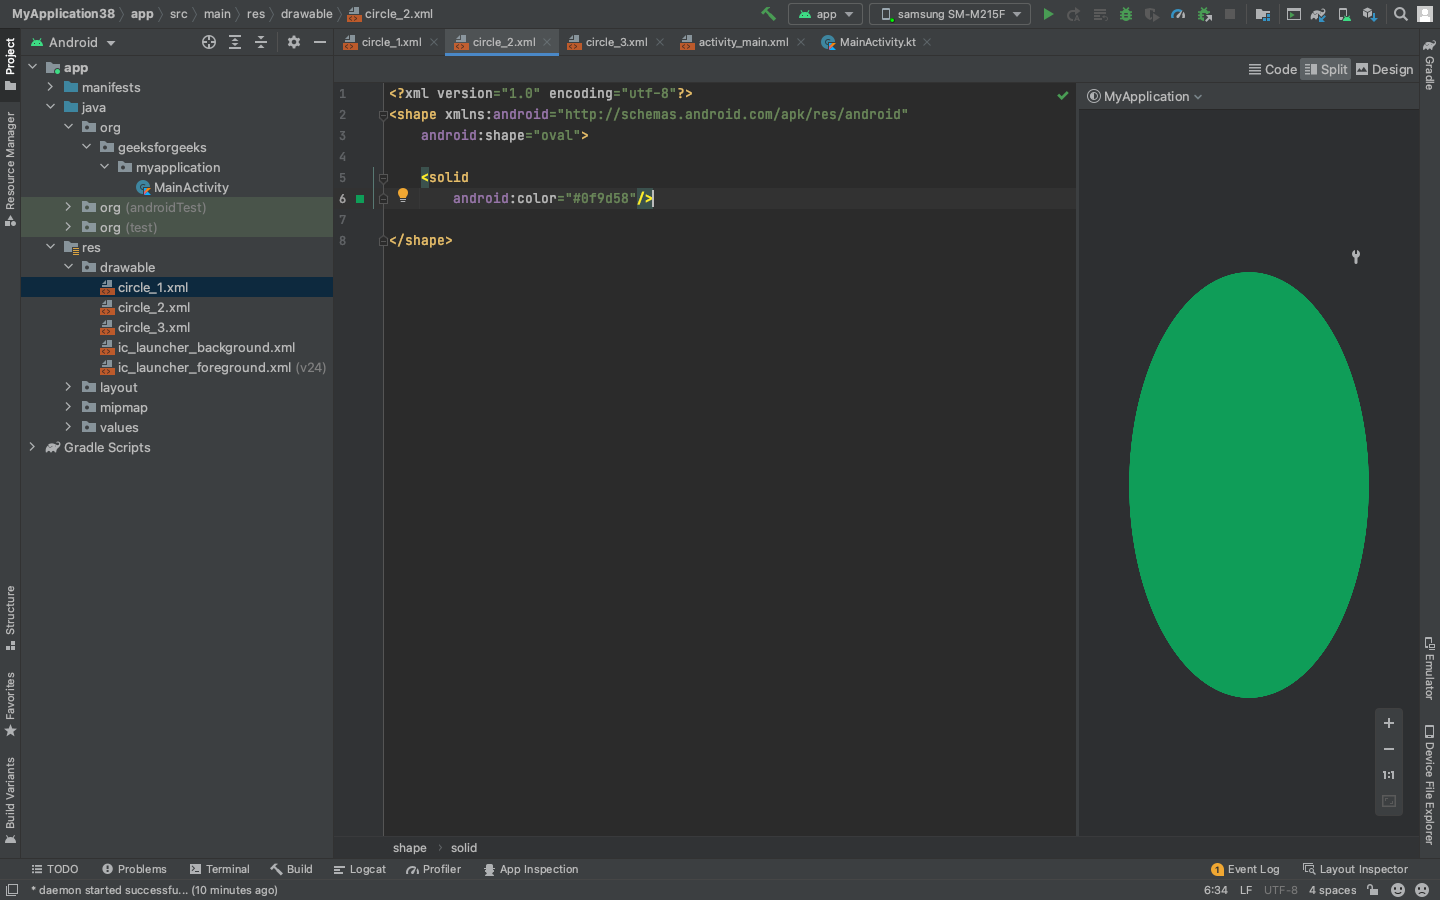 MyApplication38 app src main res drawable circle_2.xml
app samsung SM-M215F
Project
Android
circle_1.xml circle_2.xml circle_3.xml activity_main.xml MainActivity.kt
Code Split Design
app
manifests
java
org
geeksforgeeks
myapplication
MainActivity
org (androidTest)
org (test)
res
drawable
circle_1.xml
circle_2.xml
circle_3.xml
ic_launcher_background.xml
ic_launcher_foreground.xml (v24)
layout
mipmap
values
Gradle Scripts
Resource Manager
Structure
Favorites
Build Variants
1 <?xml version="1.0" encoding="utf-8"?>
2 <shape xmlns:android="http://schemas.android.com/apk/res/android"
3 android:shape="oval">
4
5 <solid
6 android:color="#0f9d58"/>
7
8 </shape>
MyApplication
1:1
Gradle
Emulator
Device File Explorer
shape solid
TODO Problems Terminal Build Logcat Profiler App Inspection
1 Event Log Layout Inspector
* daemon started successfu... (10 minutes ago)
6:34 LF UTF-8 4 spaces